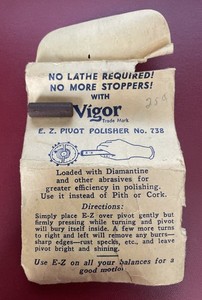 NO LATHE REQUIRED!
NO MORE STOPPERS!
WITH
Vigor
Trade Mark
E. Z. PIVOT POLISHER No. 738
Loaded with Diamantine
and other abrasives for
greater efficiency in polishing.
Use it instead of Pith or Cork.
Directions:
Simply place E-Z over pivot gently but
firmly pressing while turning and pivot
will bury itself inside. A few more turns
to right and left will remove any burrs—
sharp edges—rust specks, etc., and leave
pivot bright and shining.
Use E-Z on all your balances for a
good motion